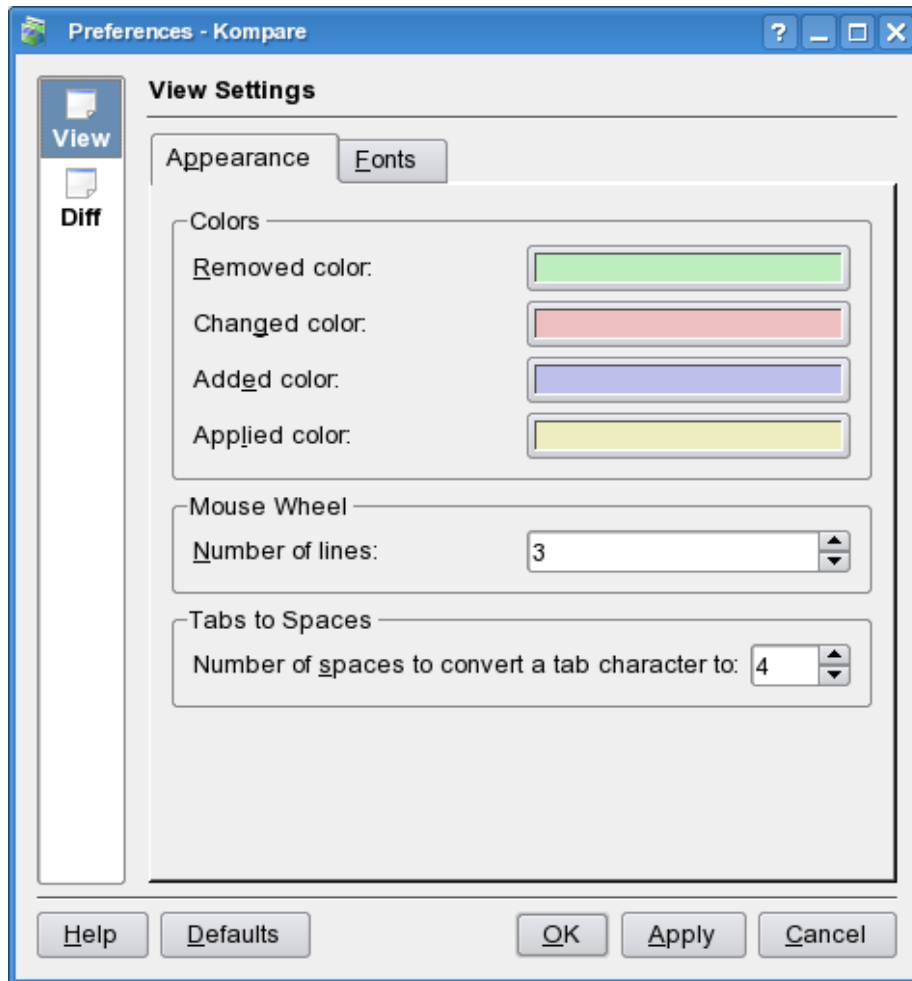 Preferences - Kompare
?
View
Diff
View Settings
Appearance
Fonts
Colors
Removed color:
Changed color:
Added color:
Applied color:
Mouse Wheel
Number of lines: 3
Tabs to Spaces
Number of spaces to convert a tab character to: 4
Help Defaults OK Apply Cancel